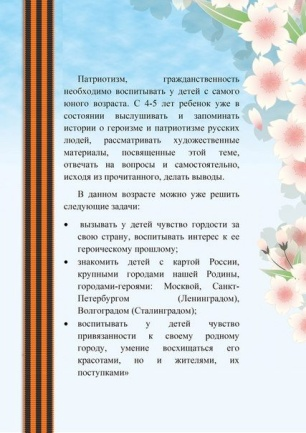 Патриотизм, гражданственность
необходимо воспитывать у детей с самого
юного возраста. С 4-5 лет ребенок уже в
состоянии выслушивать и запоминать
истории о героизме и патриотизме русских
людей, рассматривать художественные
материалы, посвященные этой теме,
отвечать на вопросы и самостоятельно,
исходя из прочитанного, делать выводы.
В данном возрасте можно уже решить
следующие задачи:
• вызывать у детей чувство гордости за
свою страну, воспитывать интерес к ее
героическому прошлому;
• знакомить детей с картой России,
крупными городами нашей Родины,
городами-героями: Москвой, Санкт-
Петербургом (Ленинградом),
Волгоградом (Сталинградом);
• воспитывать у детей чувство
привязанности к своему родному
городу, умение восхищаться его
красотами, но и жителями, их
поступками»